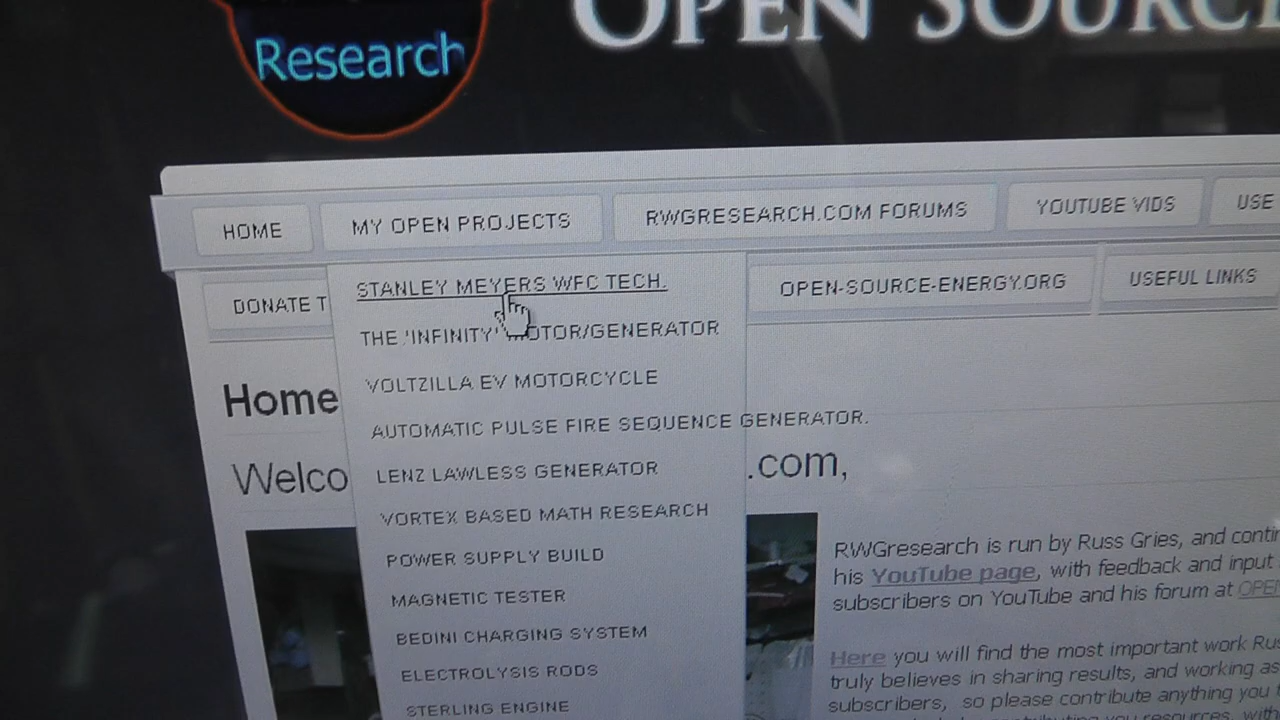 Research
OPEN SOURCE
HOME
MY OPEN PROJECTS
RWGRESEARCH.COM FORUMS
YOUTUBE VIDS
USE
DONATE T
STANLEY MEYERS WFC TECH.
OPEN-SOURCE-ENERGY.ORG
USEFUL LINKS
THE 'INFINITY' MOTOR/GENERATOR
VOLTZILLA EV MOTORCYCLE
Home
AUTOMATIC PULSE FIRE SEQUENCE GENERATOR.
Welco
.com,
LENZ LAWLESS GENERATOR
VORTEX BASED MATH RESEARCH
POWER SUPPLY BUILD
MAGNETIC TESTER
BEDINI CHARGING SYSTEM
ELECTROLYSIS RODS
STERLING ENGINE
RWGresearch is run by Russ Gries, and contin
his YouTube page, with feedback and input
subscribers on YouTube and his forum at OPE
Here you will find the most important work Rus
truly believes in sharing results, and working as
subscribers, so please contribute anything you